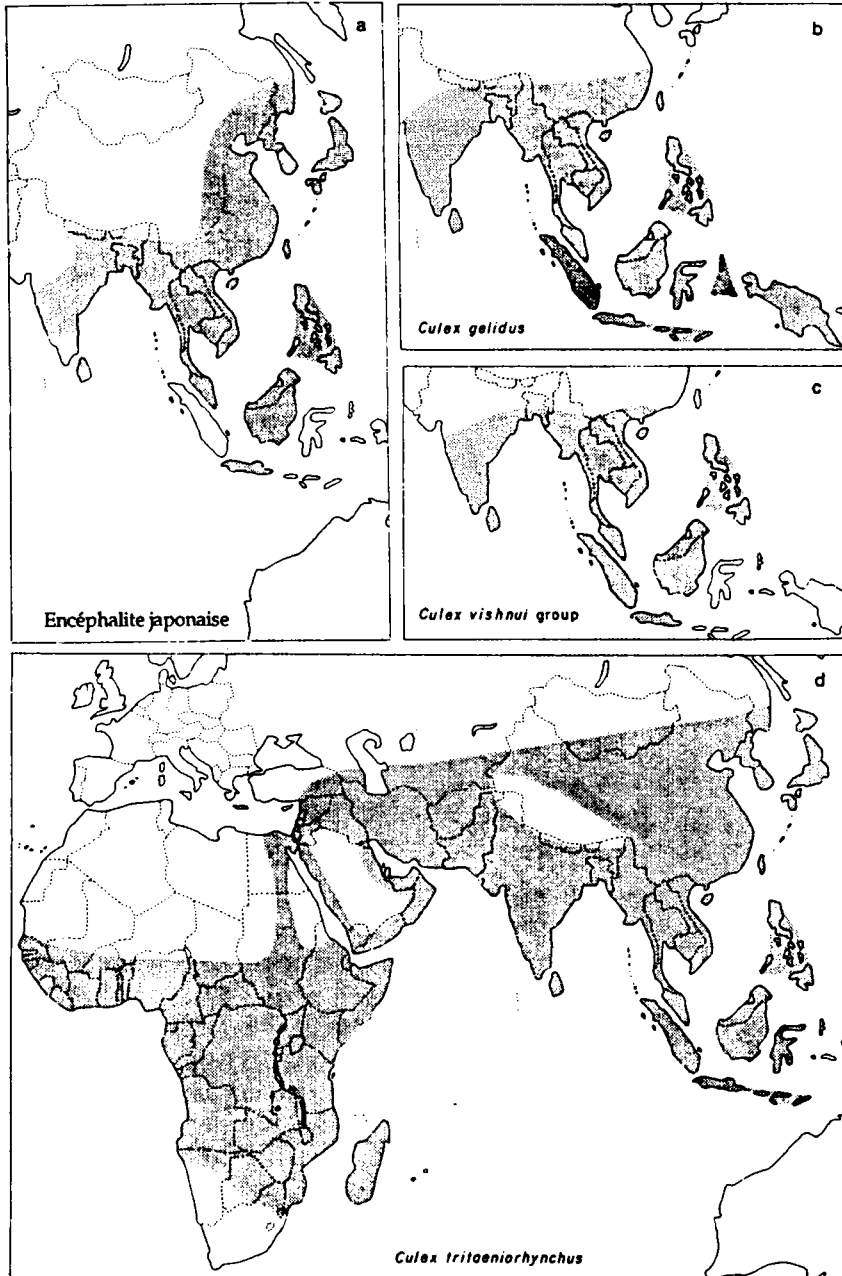 a
Encéphalite japonaise
b
Culex gelidus
c
Culex vishnui group
d
Culex tritaeniorhynchus